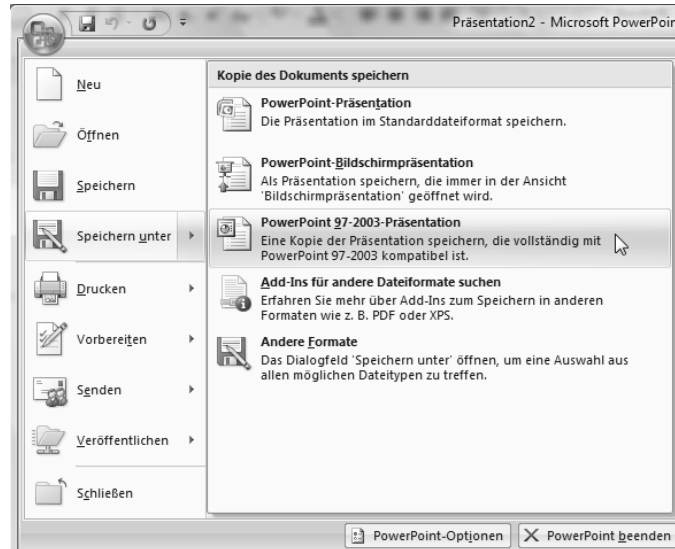 Präsentation2 - Microsoft PowerPoin
Neu
Öffnen
Speichern
Speichern unter
Drucken
Vorbereiten
Senden
Veröffentlichen
Schließen
Kopie des Dokuments speichern
PowerPoint-Präsentation
Die Präsentation im Standarddateiformat speichern.
PowerPoint-Bildschirmpräsentation
Als Präsentation speichern, die immer in der Ansicht
'Bildschirmpräsentation' geöffnet wird.
PowerPoint 97-2003-Präsentation
Eine Kopie der Präsentation speichern, die vollständig mit
PowerPoint 97-2003 kompatibel ist.
Add-Ins für andere Dateiformate suchen
Erfahren Sie mehr über Add-Ins zum Speichern in anderen
Formaten wie z. B. PDF oder XPS.
Andere Formate
Das Dialogfeld 'Speichern unter' öffnen, um eine Auswahl aus
allen möglichen Dateitypen zu treffen.
PowerPoint-Optionen
PowerPoint beenden